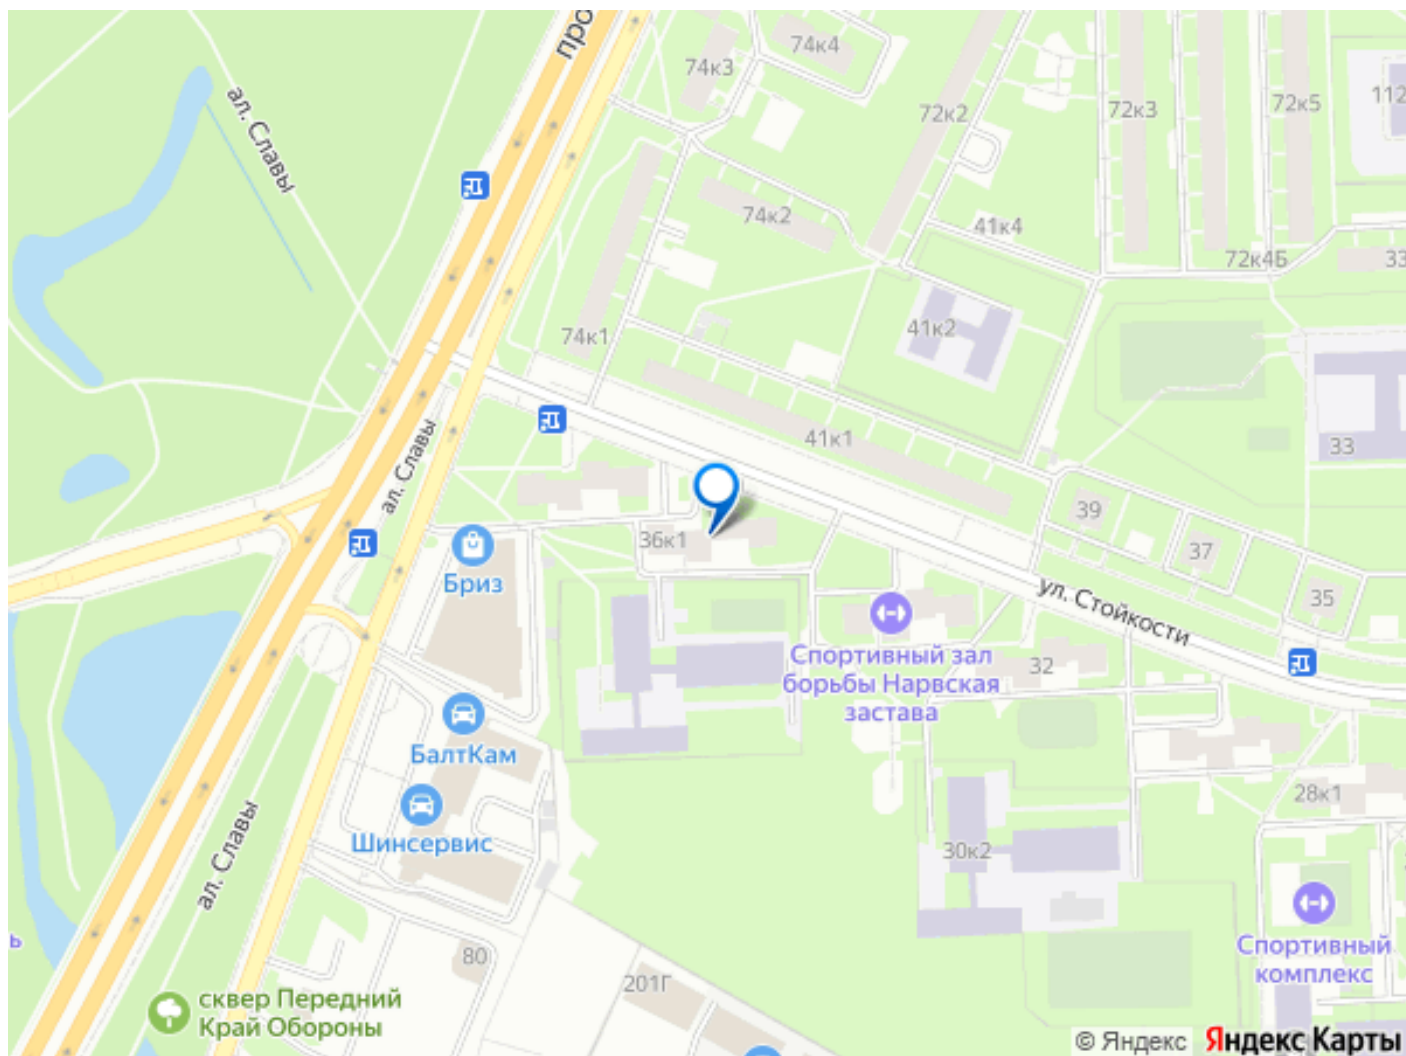 про
74к4
74к3
72к2
72к3
72к5
112
ал. Славы
74к2
41к4
72к4Б
33
74к1
41к2
41к1
33
ал. Славы
39
36к1
37
Бриз
ул. Стойкости
35
Спортивный зал
борьбы Нарвская
застава
32
БалтКам
28к1
Шинсервис
ал. Славы
30к2
ь
80
201Г
Спортивный
комплекс
сквер Передний
Край Обороны
© Яндекс Яндекс Карты